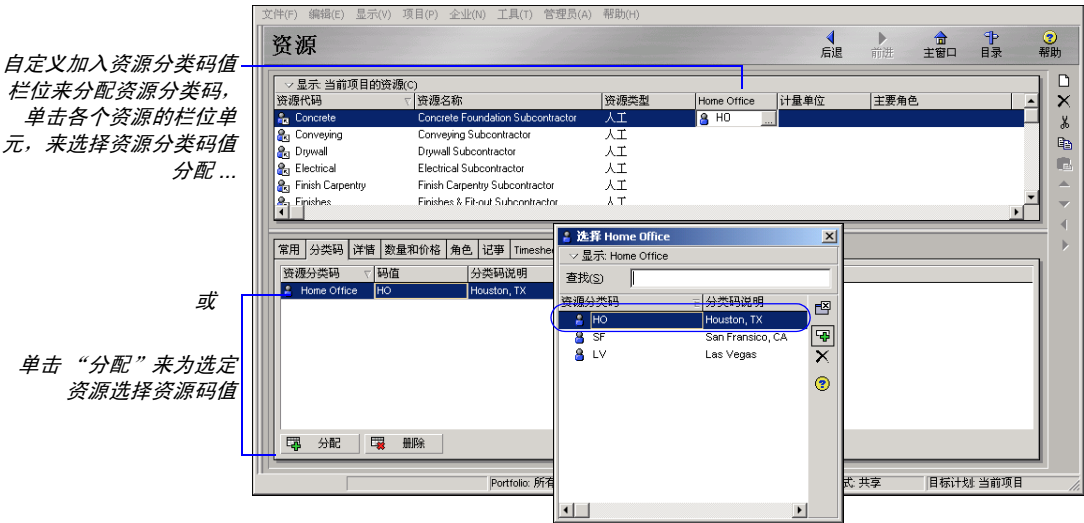 文件(F) 编辑(E) 显示(V) 项目(P) 企业(N) 工具(T) 管理员(A) 帮助(H)
资源
后退 前进 主窗口 目录 帮助
自定义加入资源分类码值
栏位来分配资源分类码，
单击各个资源的栏位单
元，来选择资源分类码值
分配 ...
显示: 当前项目的资源(C)
资源代码 资源名称 资源类型 Home Office 计量单位 主要角色
Concrete Concrete Foundation Subcontractor 人工 HO ...
Conveying Conveying Subcontractor 人工
Drywall Drywall Subcontractor 人工
Electrical Electrical Subcontractor 人工
Finish Carpentry Finish Carpentry Subcontractor 人工
Finishes Finishes & Fit-out Subcontractor 人工
常用 分类码 详情 数量和价格 角色 记事 Timeshe
资源分类码 码值 分类码说明
Home Office HO Houston, TX
或
单击 “分配”来为选定
资源选择资源码值
分配 删除
选择 Home Office
显示: Home Office
查找(S)
资源分类码 分类码说明
HO Houston, TX
SF San Fransico, CA
LV Las Vegas
Portfolio: 所有
式: 共享 目标计划: 当前项目